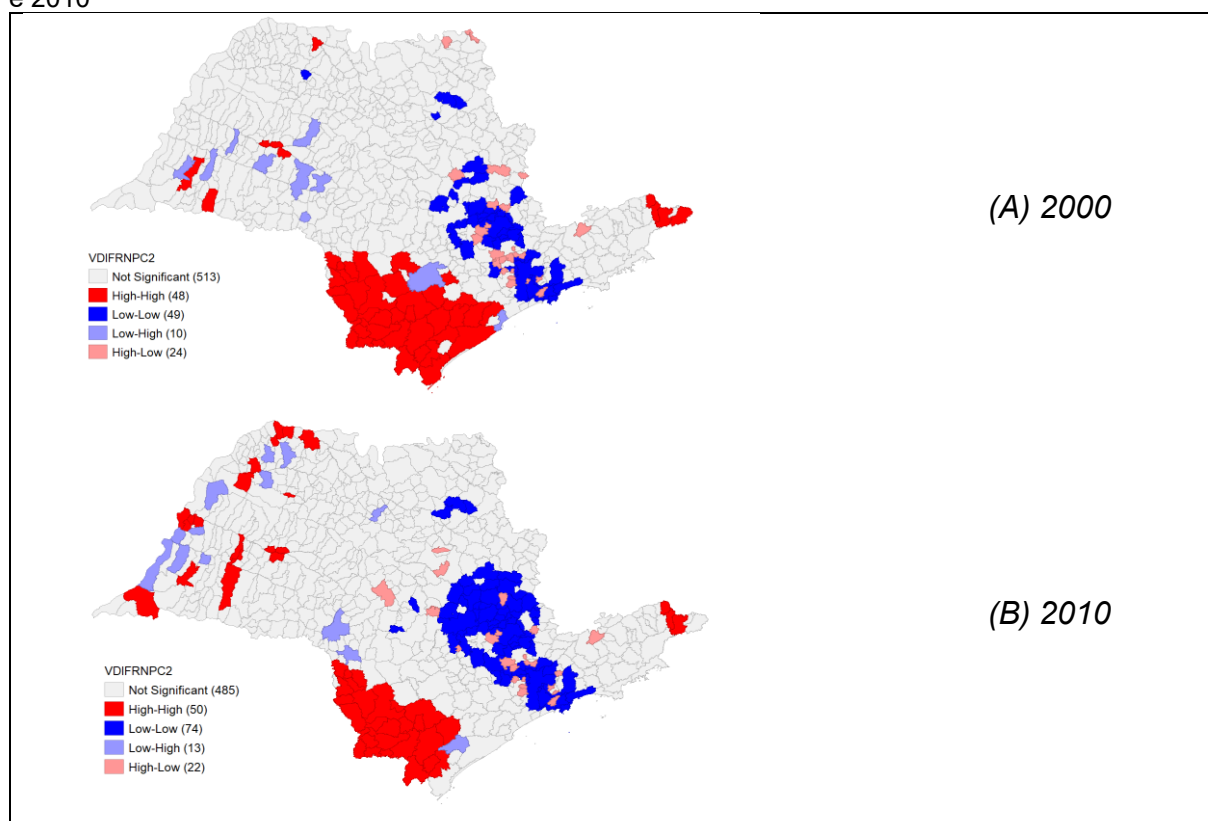 e 2010
VDIFRNPC2
Not Significant (513)
High-High (48)
Low-Low (49)
Low-High (10)
High-Low (24)
(A) 2000
VDIFRNPC2
Not Significant (485)
High-High (50)
Low-Low (74)
Low-High (13)
High-Low (22)
(B) 2010